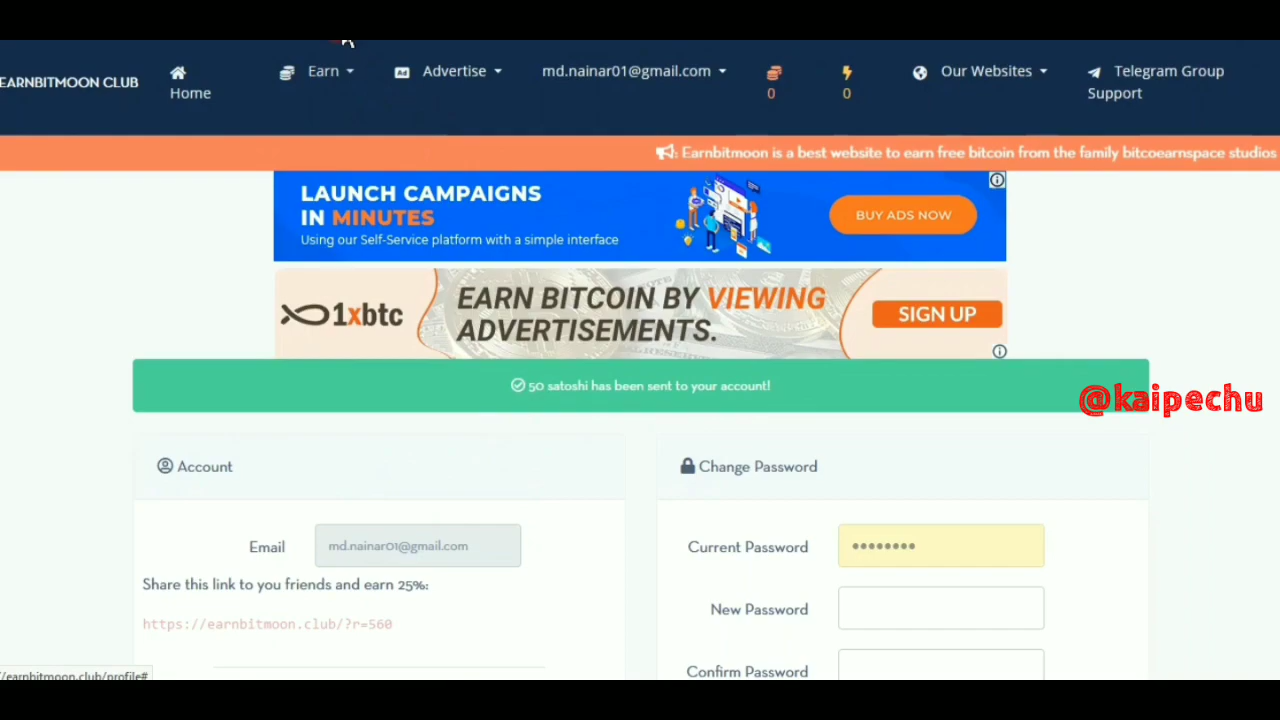 EARNBITMOON CLUB
Home
Earn
Advertise
md.nainar01@gmail.com
0
0
Our Websites
Telegram Group
Support
: Earnbitmoon is a best website to earn free bitcoin from the family bitcoearnspace studios
LAUNCH CAMPAIGNS
IN MINUTES
Using our Self-Service platform with a simple interface
BUY ADS NOW
1xbtc
EARN BITCOIN BY VIEWING
ADVERTISEMENTS.
SIGN UP
50 satoshi has been sent to your account!
@kaipechu
Account
Email
md.nainar01@gmail.com
Share this link to you friends and earn 25%:
https://earnbitmoon.club/?r=560
Change Password
Current Password
New Password
Confirm Password
//earnbitmoon.club/profile#